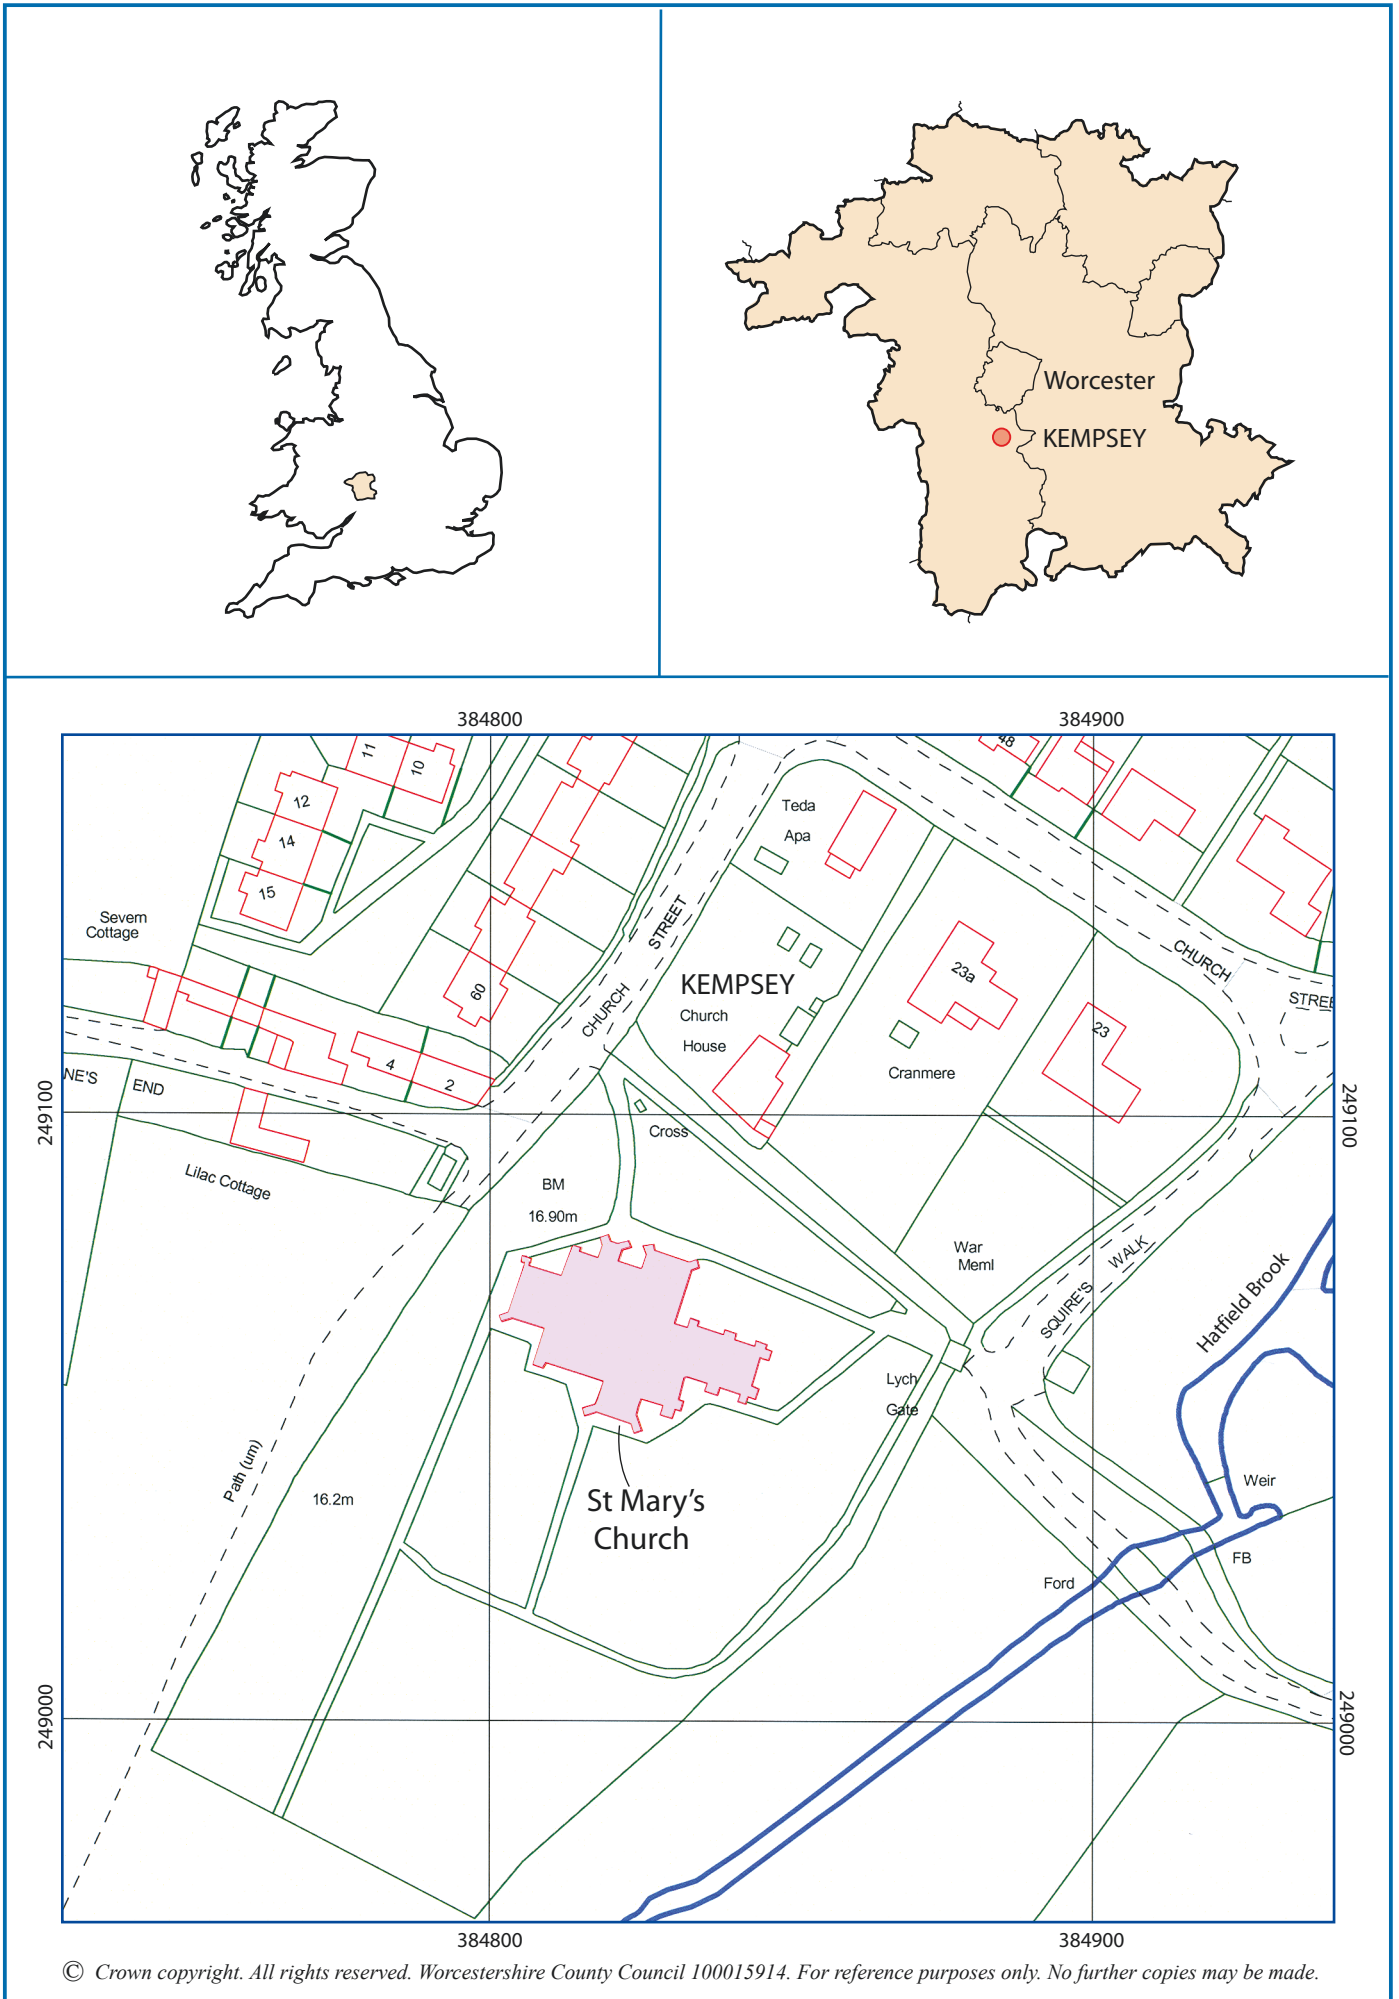 Worcester
KEMPSEY
384800
384900
11
10
48
12
14
15
Teda
Apa
Severn
Cottage
STREET
CHURCH
60
KEMPSEY
Church
House
23a
23
Cranmere
CHURCH
STREE
NE'S
END
4
2
249100
249100
Cross
Lilac Cottage
BM
16.90m
War
Meml
SQUIRE'S
WALK
Hatfield Brook
Lych
Gate
Path (um)
16.2m
St Mary's
Church
Weir
FB
Ford
249000
249000
384800
384900
© Crown copyright. All rights reserved. Worcestershire County Council 100015914. For reference purposes only. No further copies may be made.